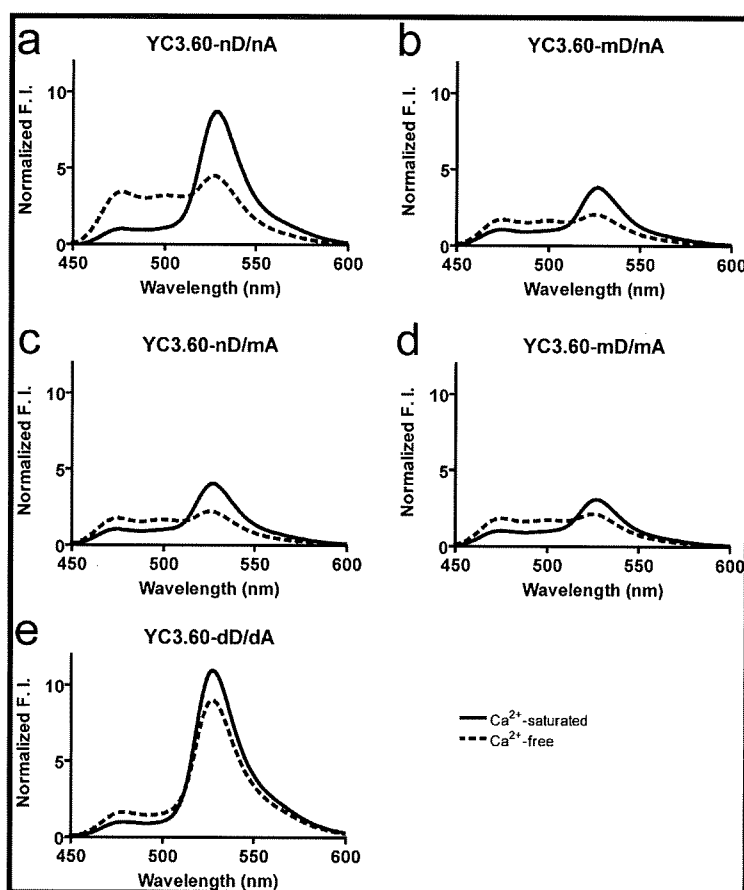 a
YC3.60-nD/nA
Normalized F. I.
10
5
0
450 500 550 600
Wavelength (nm)
b
YC3.60-mD/nA
Normalized F. I.
10
5
0
450 500 550 600
Wavelength (nm)
c
YC3.60-nD/mA
Normalized F. I.
10
5
0
450 500 550 600
Wavelength (nm)
d
YC3.60-mD/mA
Normalized F. I.
10
5
0
450 500 550 600
Wavelength (nm)
e
YC3.60-dD/dA
Normalized F. I.
10
5
0
450 500 550 600
Wavelength (nm)
Ca²⁺-saturated
Ca²⁺-free